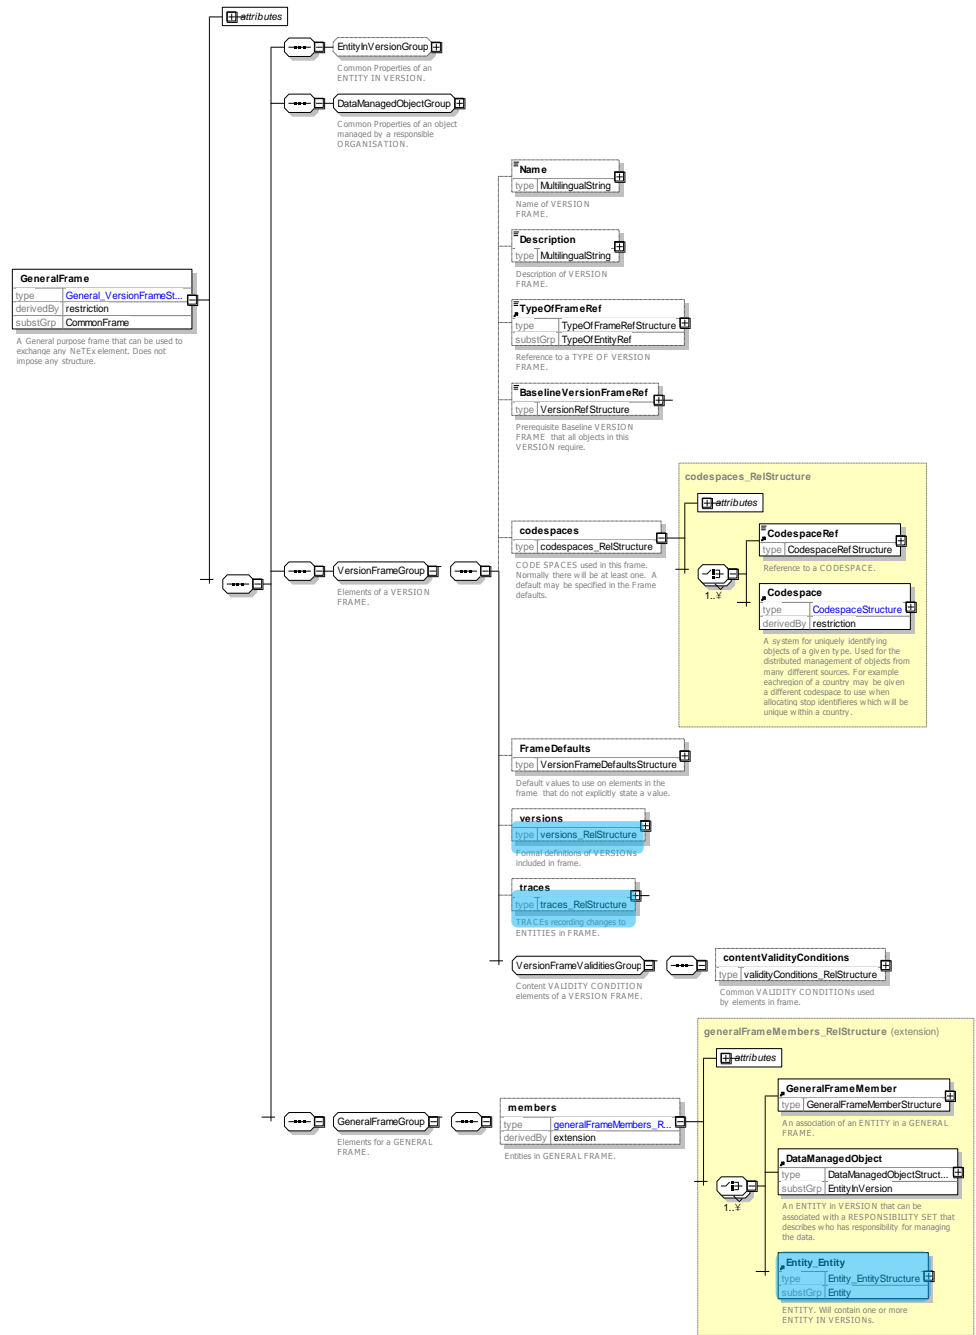 attributes
EntityInVersionGroup
Common Properties of an
ENTITY IN VERSION.
DataManagedObjectGroup
Common Properties of an object
managed by a responsible
ORGANISATION.
Name
type MultilingualString
Name of VERSION
FRAME.
Description
type MultilingualString
Description of VERSION
FRAME.
GeneralFrame
type General_VersionFrameSt...
derivedBy restriction
substGrp CommonFrame
A General purpose frame that can be used to
exchange any NeTEx element. Does not
impose any structure.
TypeOfFrameRef
type TypeOfFrameRefStructure
substGrp TypeOfEntityRef
Reference to a TYPE OF VERSION
FRAME.
BaselineVersionFrameRef
type VersionRefStructure
Prerequisite Baseline VERSION
FRAME that all objects in this
VERSION require.
codespaces_RelStructure
attributes
codespaces
type codespaces_RelStructure
CODE SPACES used in this frame.
Normally there will be at least one. A
default may be specified in the Frame
defaults.
CodespaceRef
type CodespaceRefStructure
Reference to a CODESPACE.
1..¥
Codespace
type CodespaceStructure
derivedBy restriction
A system for uniquely identifying
objects of a given type. Used for the
distributed management of objects from
many different sources. For example
eachregion of a country may be given
a different codespace to use when
allocating stop identifieres which will be
unique within a country.
VersionFrameGroup
Elements of a VERSION
FRAME.
FrameDefaults
type VersionFrameDefaultsStructure
Default values to use on elements in the
frame that do not explicitly state a value.
versions
type versions_RelStructure
Formal definitions of VERSIONs
included in frame.
traces
type traces_RelStructure
TRACEs recording changes to
ENTITIES in FRAME.
VersionFrameValiditiesGroup
Content VALIDITY CONDITION
elements of a VERSION FRAME.
contentValidityConditions
type validityConditions_RelStructure
Common VALIDITY CONDITIONs used
by elements in frame.
generalFrameMembers_RelStructure (extension)
attributes
GeneralFrameGroup
Elements for a GENERAL
FRAME.
members
type generalFrameMembers_R...
derivedBy extension
Entities in GENERAL FRAME.
GeneralFrameMember
type GeneralFrameMemberStructure
An association of an ENTITY in a GENERAL
FRAME.
DataManagedObject
type DataManagedObjectStruct...
substGrp EntityInVersion
An ENTITY in VERSION that can be
associated with a RESPONSIBILITY SET that
describes who has responsibility for managing
the data.
1..¥
Entity_Entity
type Entity_EntityStructure
substGrp Entity
ENTITY. Will contain one or more
ENTITY IN VERSIONs.